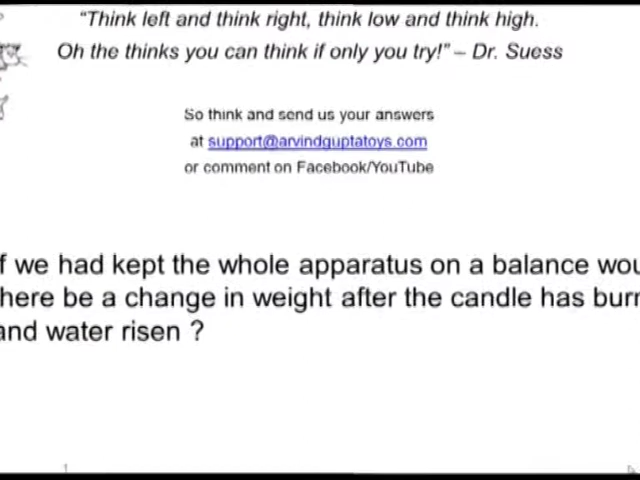 “Think left and think right, think low and think high.
Oh the thinks you can think if only you try!” – Dr. Suess
So think and send us your answers
at support@arvindguptatoys.com
or comment on Facebook/YouTube
f we had kept the whole apparatus on a balance wou
here be a change in weight after the candle has burn
and water risen ?